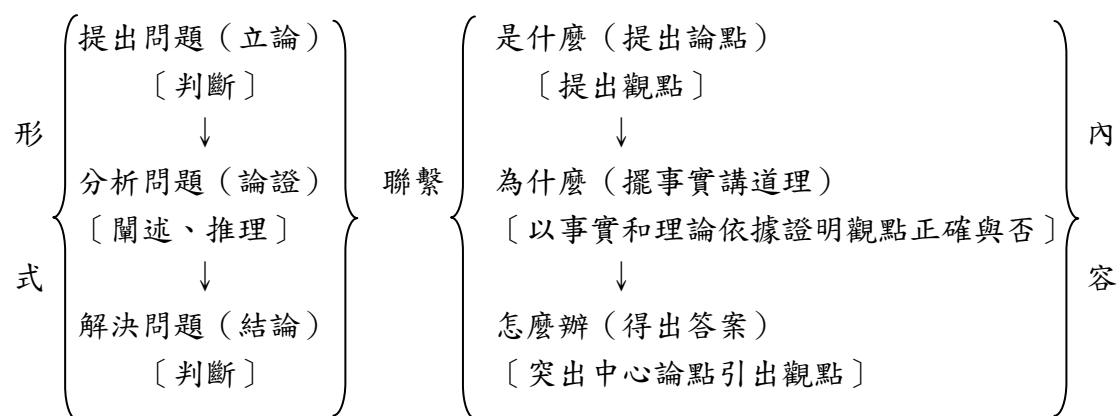 提出問題（立論） 是什麼（提出論點）
〔判斷〕 〔提出觀點〕
形 ↓ ↓ 內
分析問題（論證） 聯繫 為什麼（擺事實講道理）
〔闡述、推理〕 〔以事實和理論依據證明觀點正確與否〕
式 ↓ ↓ 容
解決問題（結論） 怎麼辦（得出答案）
〔判斷〕 〔突出中心論點引出觀點〕